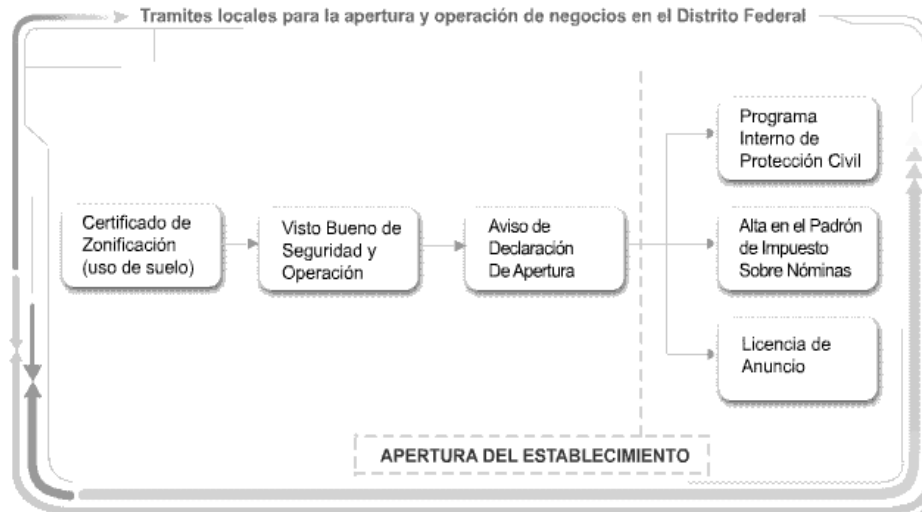 Tramites locales para la apertura y operación de negocios en el Distrito Federal
Certificado de
Zonificación
(uso de suelo)
Visto Bueno de
Seguridad y
Operación
Aviso de
Declaración
De Apertura
Programa
Interno de
Protección Civil
Alta en el Padrón
de Impuesto
Sobre Nóminas
Licencia de
Anuncio
APERTURA DEL ESTABLECIMIENTO